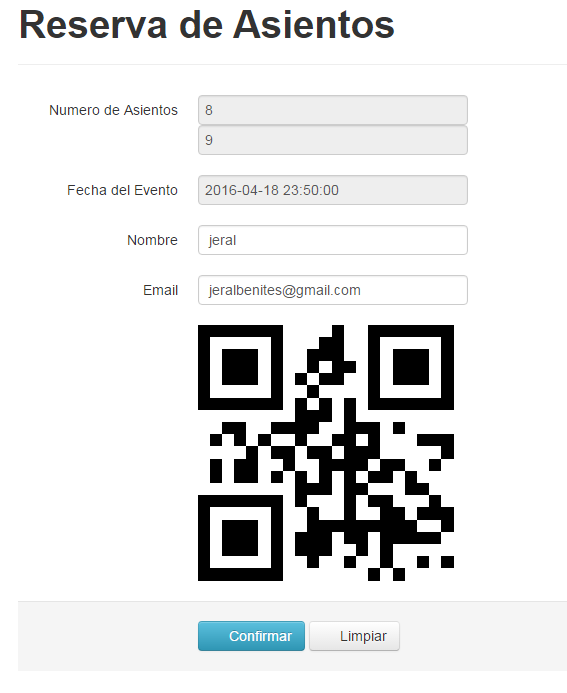 Reserva de Asientos
Numero de Asientos 8
9
Fecha del Evento 2016-04-18 23:50:00
Nombre jeral
Email jeralbenites@gmail.com
Confirmar Limpiar